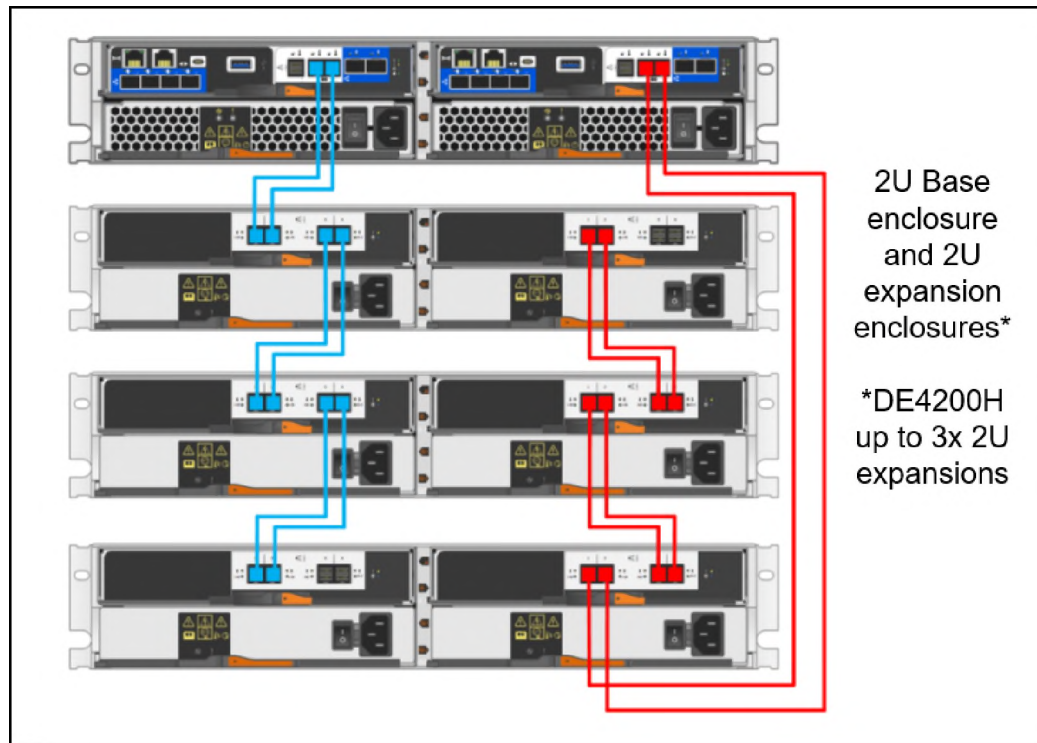 2U Base
enclosure
and 2U
expansion
enclosures*
*DE4200H
up to 3x 2U
expansions